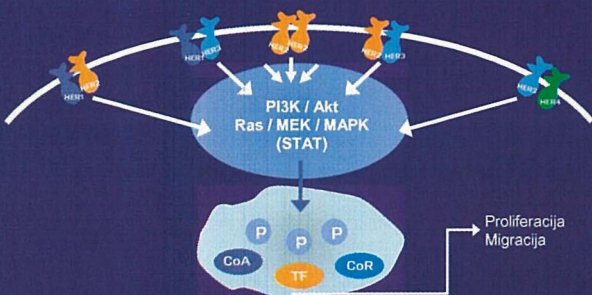 HER1 HER3 HER2 HER2 HER2 HER3
HER1 HER2
HER2 HER4
PI3K / Akt
Ras / MEK / MAPK
(STAT)
P P P
CoA TF CoR
Proliferacija
Migracija